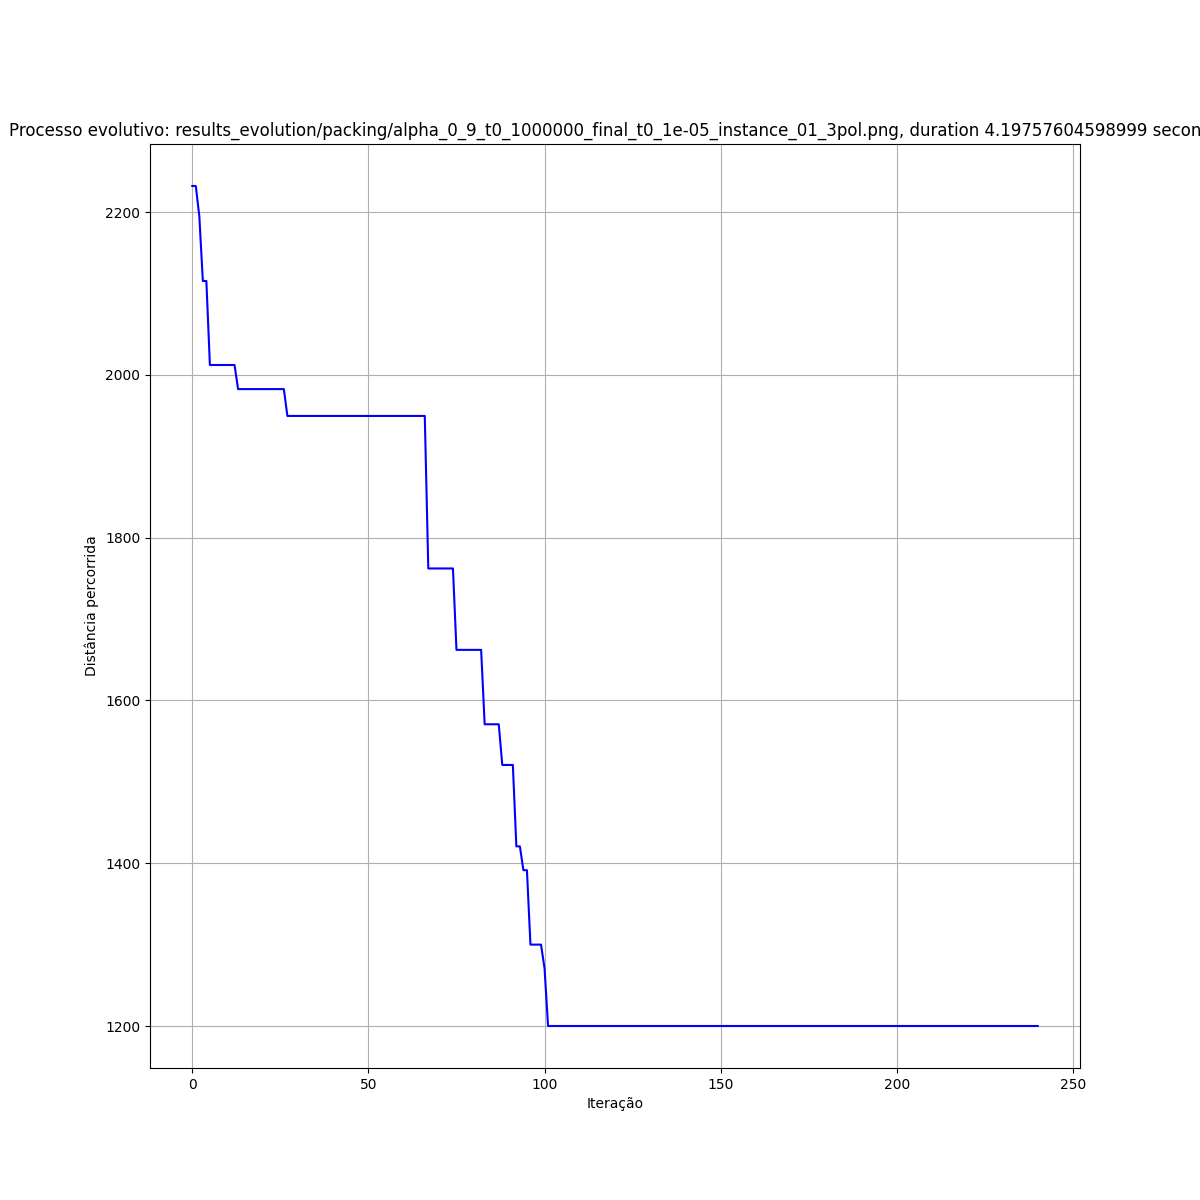 Processo evolutivo: results_evolution/packing/alpha_0_9_t0_1000000_final_t0_1e-05_instance_01_3pol.png, duration 4.19757604598999 secon
2200
2000
1800
1600
1400
1200
Distância percorrida
0 50 100 150 200 250
Iteração